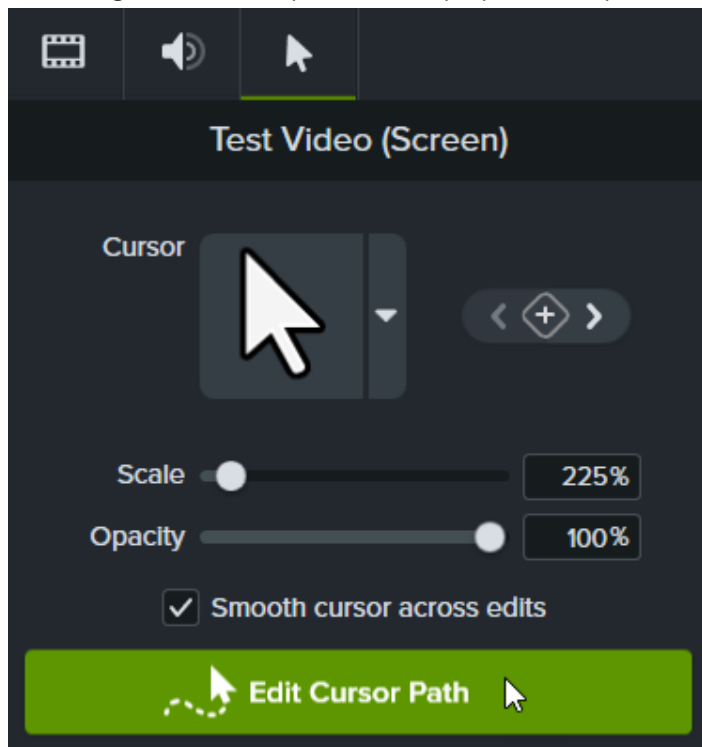 Test Video (Screen)
Cursor
Scale 225%
Opacity 100%
Smooth cursor across edits
Edit Cursor Path